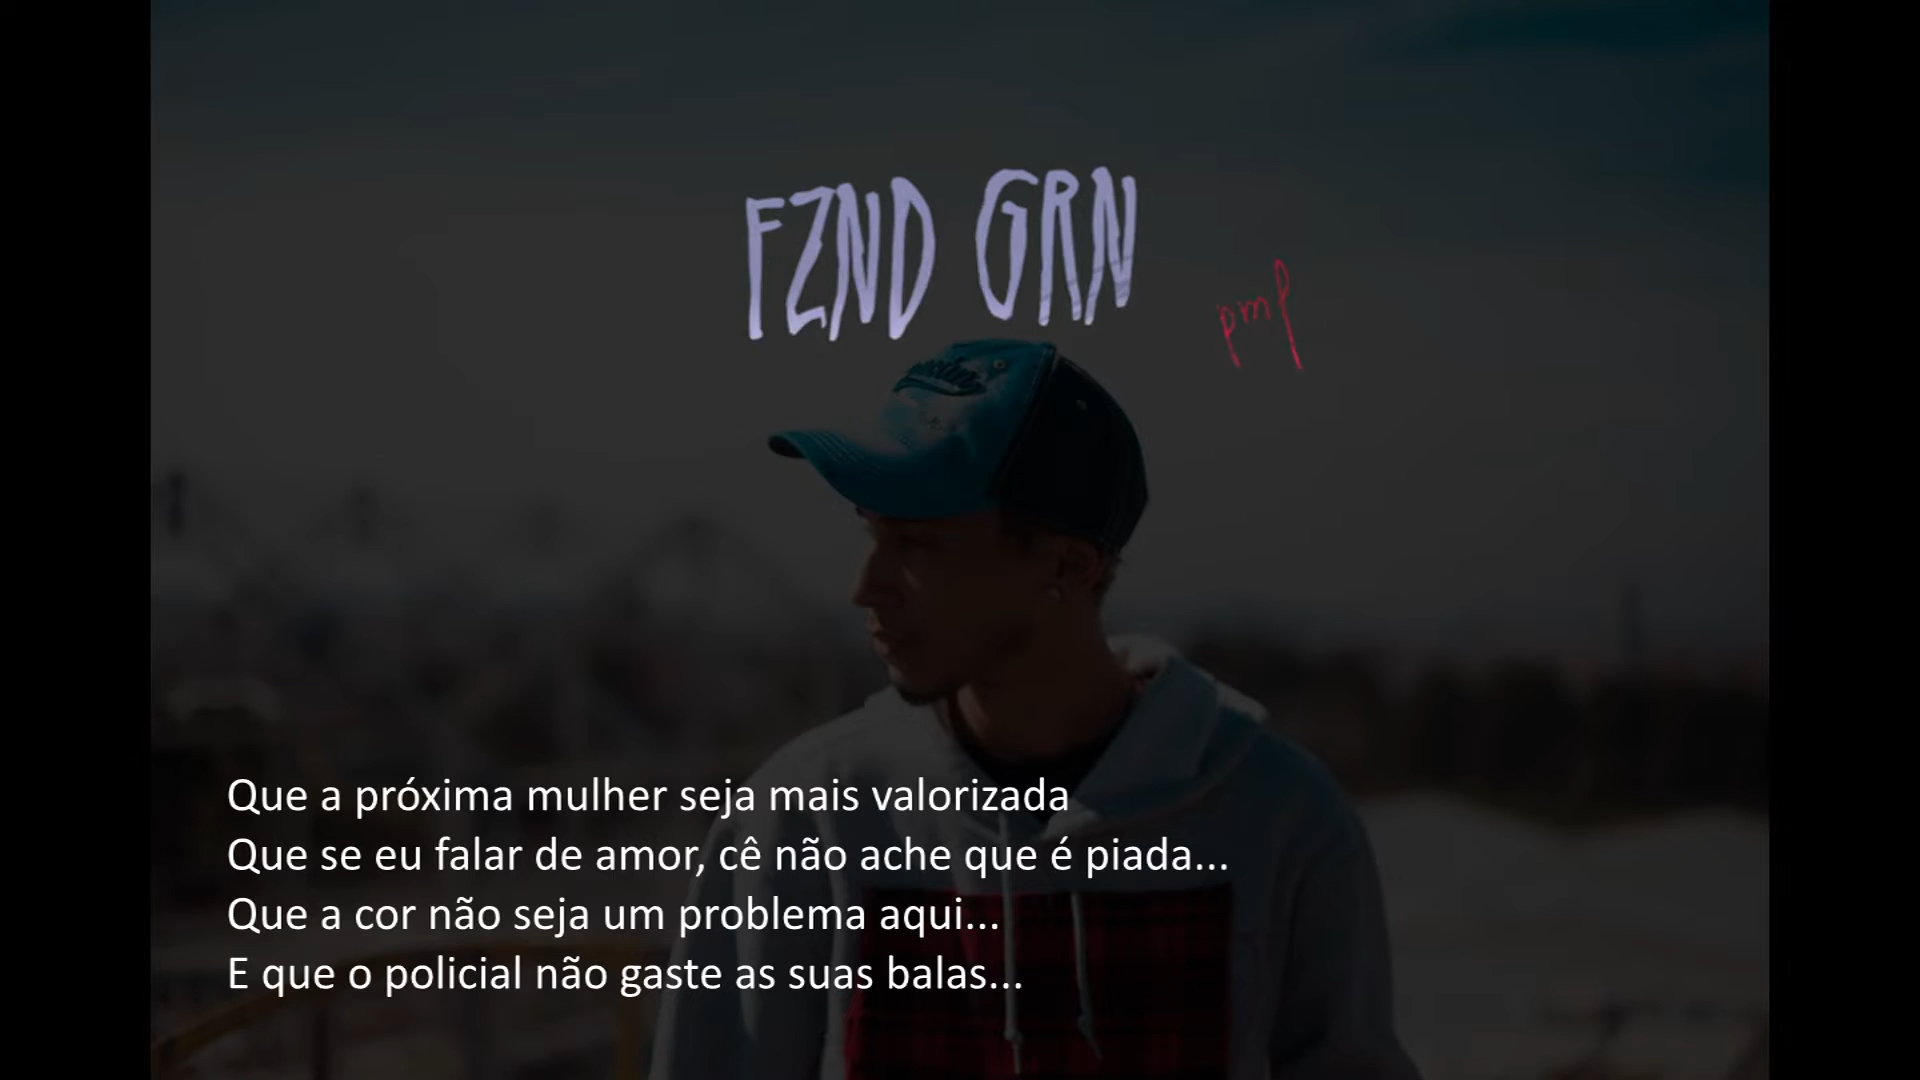 FZND GRN
pmp
Que a próxima mulher seja mais valorizada
Que se eu falar de amor, cê não ache que é piada...
Que a cor não seja um problema aqui...
E que o policial não gaste as suas balas...